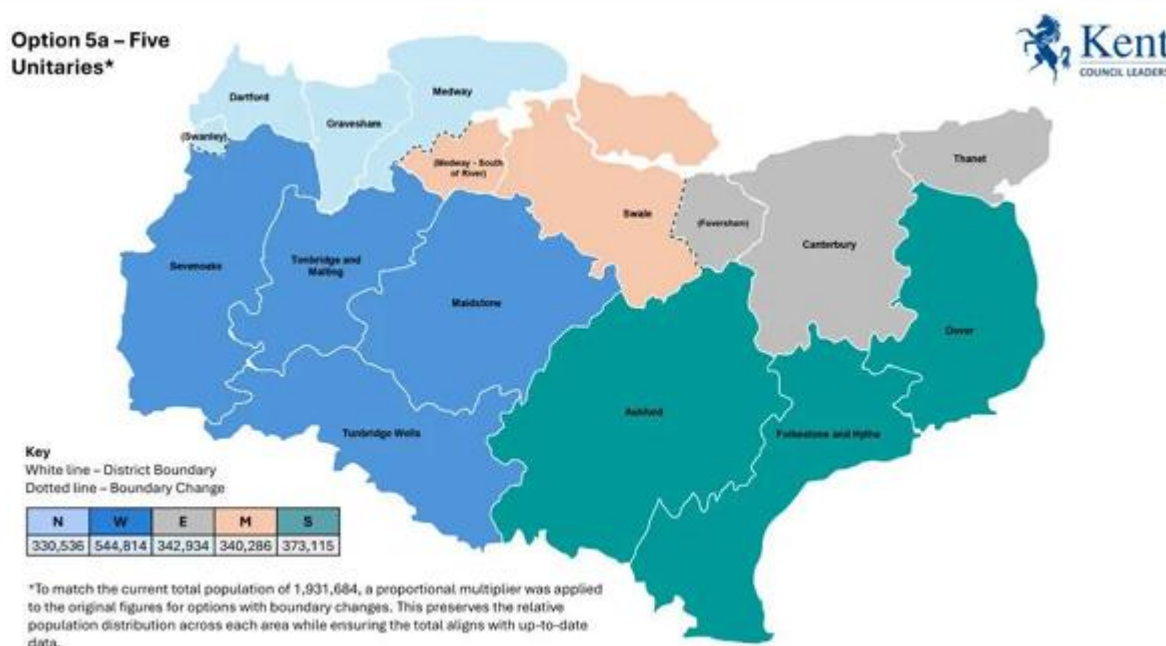 Option 5a – Five
Unitaries*
Kent
COUNCIL LEADERS
Dartford
Medway
Gravesham
(Swanley)
(Medway - South
of River)
Thanet
Swale
(Faversham)
Canterbury
Sevenoaks
Tonbridge and
Malling
Maidstone
Dover
Ashford
Tunbridge Wells
Folkestone and Hythe
Key
White line – District Boundary
Dotted line – Boundary Change
N W E M S
330,536 544,814 342,934 340,286 373,115
*To match the current total population of 1,931,684, a proportional multiplier was applied
to the original figures for options with boundary changes. This preserves the relative
population distribution across each area while ensuring the total aligns with up-to-date
data.